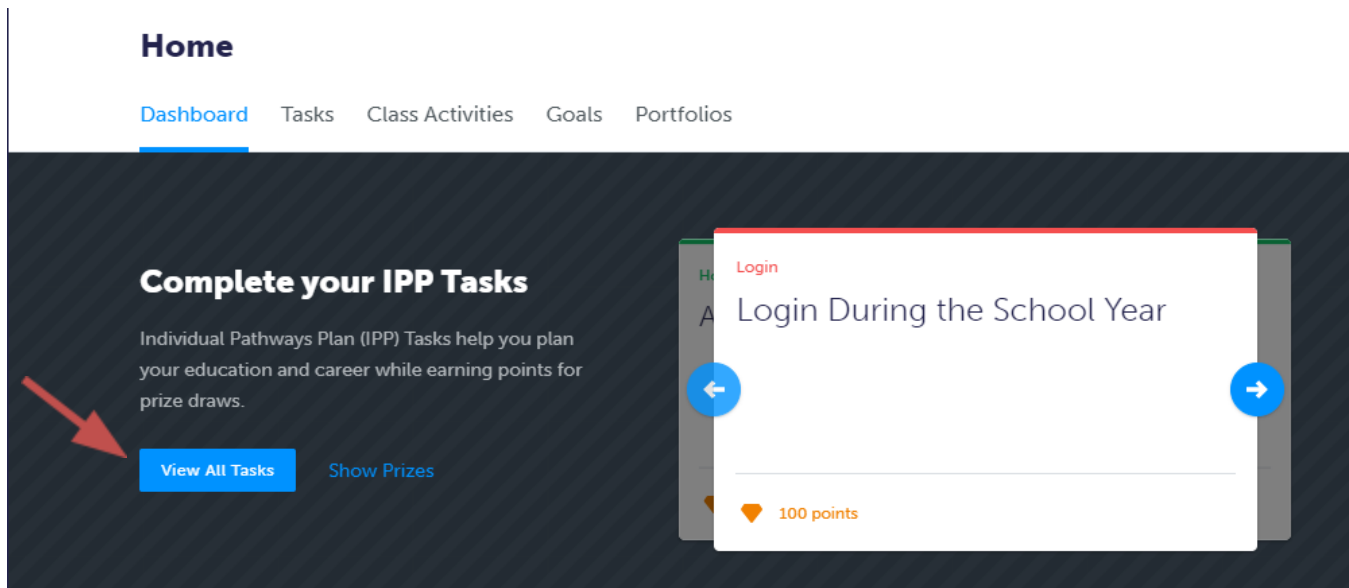 Home
Dashboard Tasks Class Activities Goals Portfolios
Complete your IPP Tasks
Individual Pathways Plan (IPP) Tasks help you plan
your education and career while earning points for
prize draws.
View All Tasks Show Prizes
Login
Login During the School Year
100 points